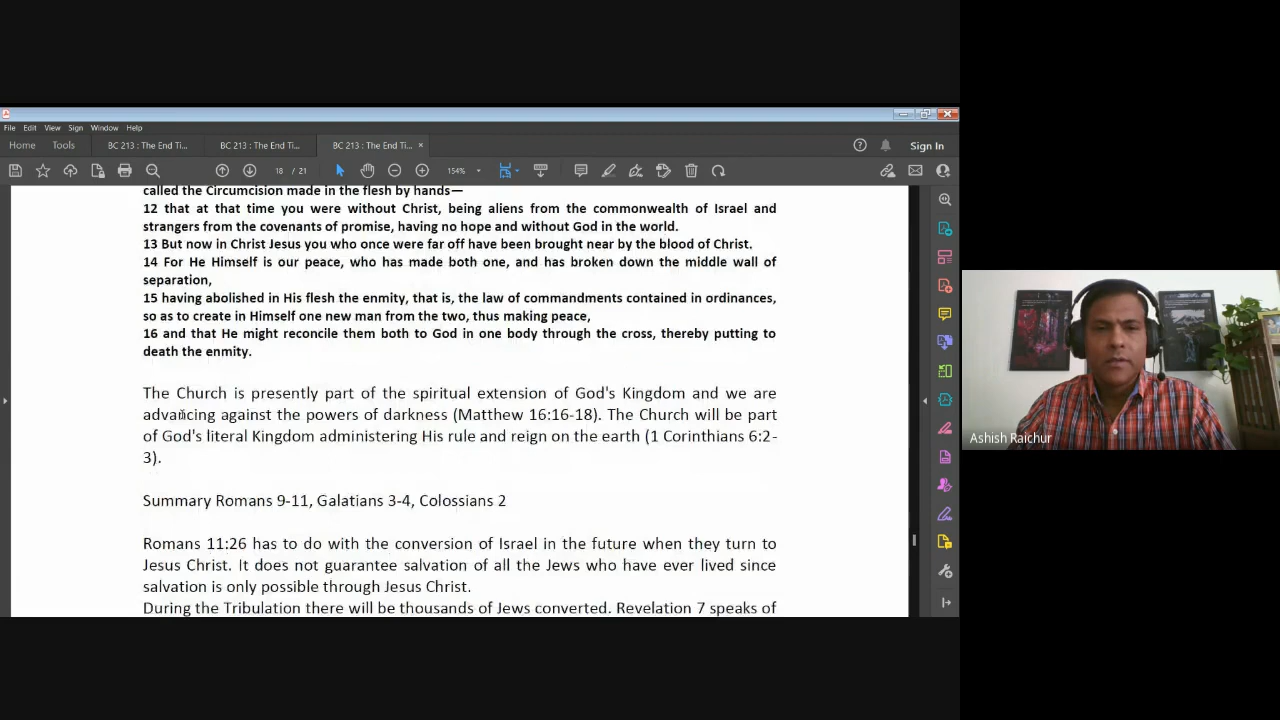 File Edit View Sign Window Help
Home Tools BC 213 : The End Ti... BC 213 : The End Ti... BC 213 : The End Ti... × Sign In
18 / 21 154%
called the Circumcision made in the flesh by hands—
12 that at that time you were without Christ, being aliens from the commonwealth of Israel and
strangers from the covenants of promise, having no hope and without God in the world.
13 But now in Christ Jesus you who once were far off have been brought near by the blood of Christ.
14 For He Himself is our peace, who has made both one, and has broken down the middle wall of
separation,
15 having abolished in His flesh the enmity, that is, the law of commandments contained in ordinances,
so as to create in Himself one new man from the two, thus making peace,
16 and that He might reconcile them both to God in one body through the cross, thereby putting to
death the enmity.
The Church is presently part of the spiritual extension of God's Kingdom and we are
advancing against the powers of darkness (Matthew 16:16-18). The Church will be part
of God's literal Kingdom administering His rule and reign on the earth (1 Corinthians 6:2-
3).
Summary Romans 9-11, Galatians 3-4, Colossians 2
Romans 11:26 has to do with the conversion of Israel in the future when they turn to
Jesus Christ. It does not guarantee salvation of all the Jews who have ever lived since
salvation is only possible through Jesus Christ.
During the Tribulation there will be thousands of Jews converted. Revelation 7 speaks of
Ashish Raichur